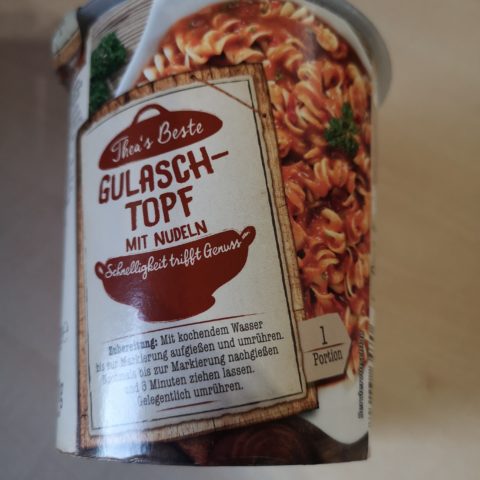 Thea's Beste
GULASCH-
TOPF
MIT NUDELN
Schnelligkeit trifft Genuss
Zubereitung: Mit kochendem Wasser
bis zur Markierung aufgießen und umrühren.
Nochmals bis zur Markierung nachgießen
und 3 Minuten ziehen lassen.
Gelegentlich umrühren.
1
Portion